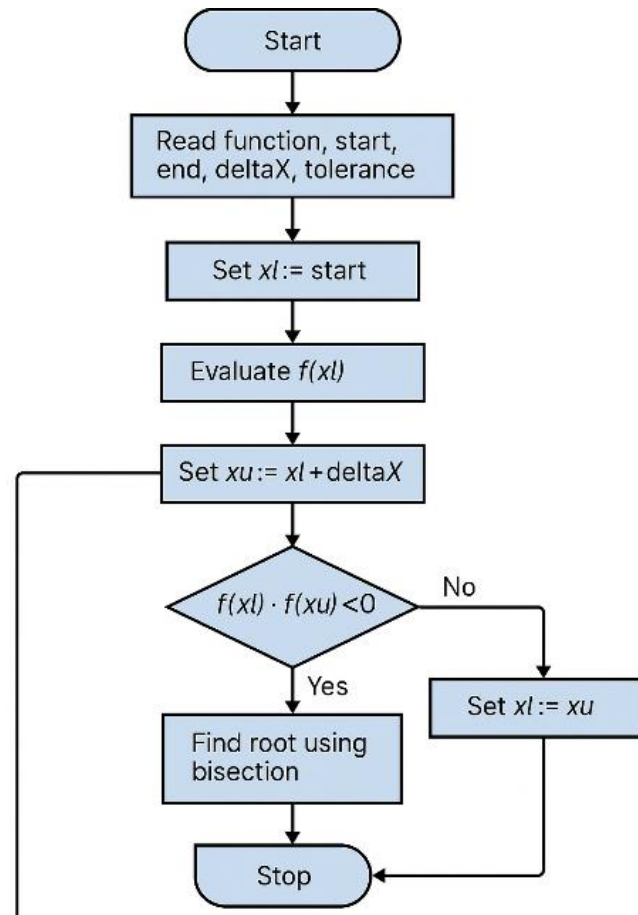 Start
Read function, start,
end, deltaX, tolerance
Set xl := start
Evaluate f(xl)
Set xu := xl + deltaX
f(xl) · f(xu) < 0
No
Yes
Set xl := xu
Find root using
bisection
Stop